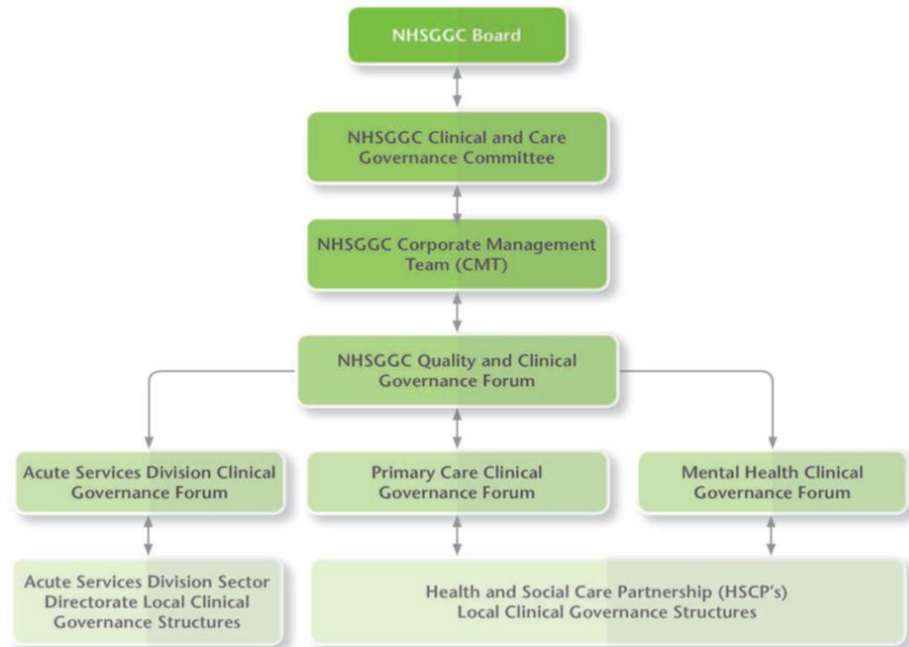 NHSGGC Board
NHSGGC Clinical and Care
Governance Committee
NHSGGC Corporate Management
Team (CMT)
NHSGGC Quality and Clinical
Governance Forum
Acute Services Division Clinical
Governance Forum
Primary Care Clinical
Governance Forum
Mental Health Clinical
Governance Forum
Acute Services Division Sector
Directorate Local Clinical
Governance Structures
Health and Social Care Partnership (HSCP's)
Local Clinical Governance Structures